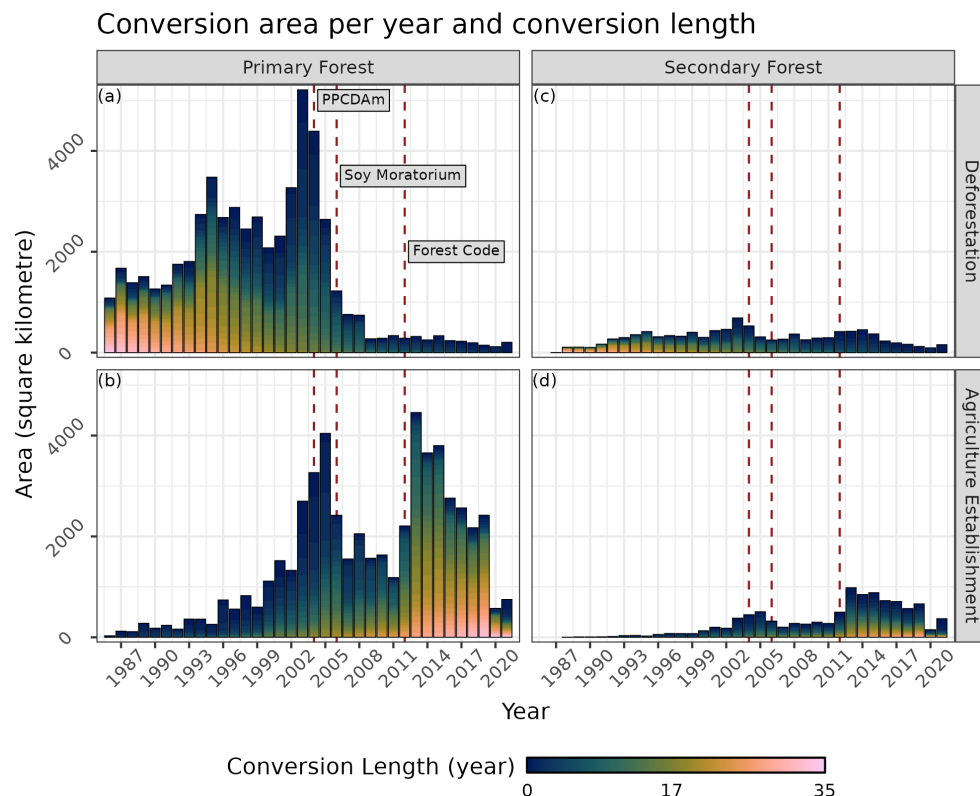 Conversion area per year and conversion length
Primary Forest
Secondary Forest
(a)
PPCDAm
Soy Moratorium
Forest Code
(c)
Deforestation
4000
2000
0
Area (square kilometre)
(b)
(d)
Agriculture Establishment
4000
2000
0
1987 1990 1993 1996 1999 2002 2005 2008 2011 2014 2017 2020
1987 1990 1993 1996 1999 2002 2005 2008 2011 2014 2017 2020
Year
Conversion Length (year)
0 17 35